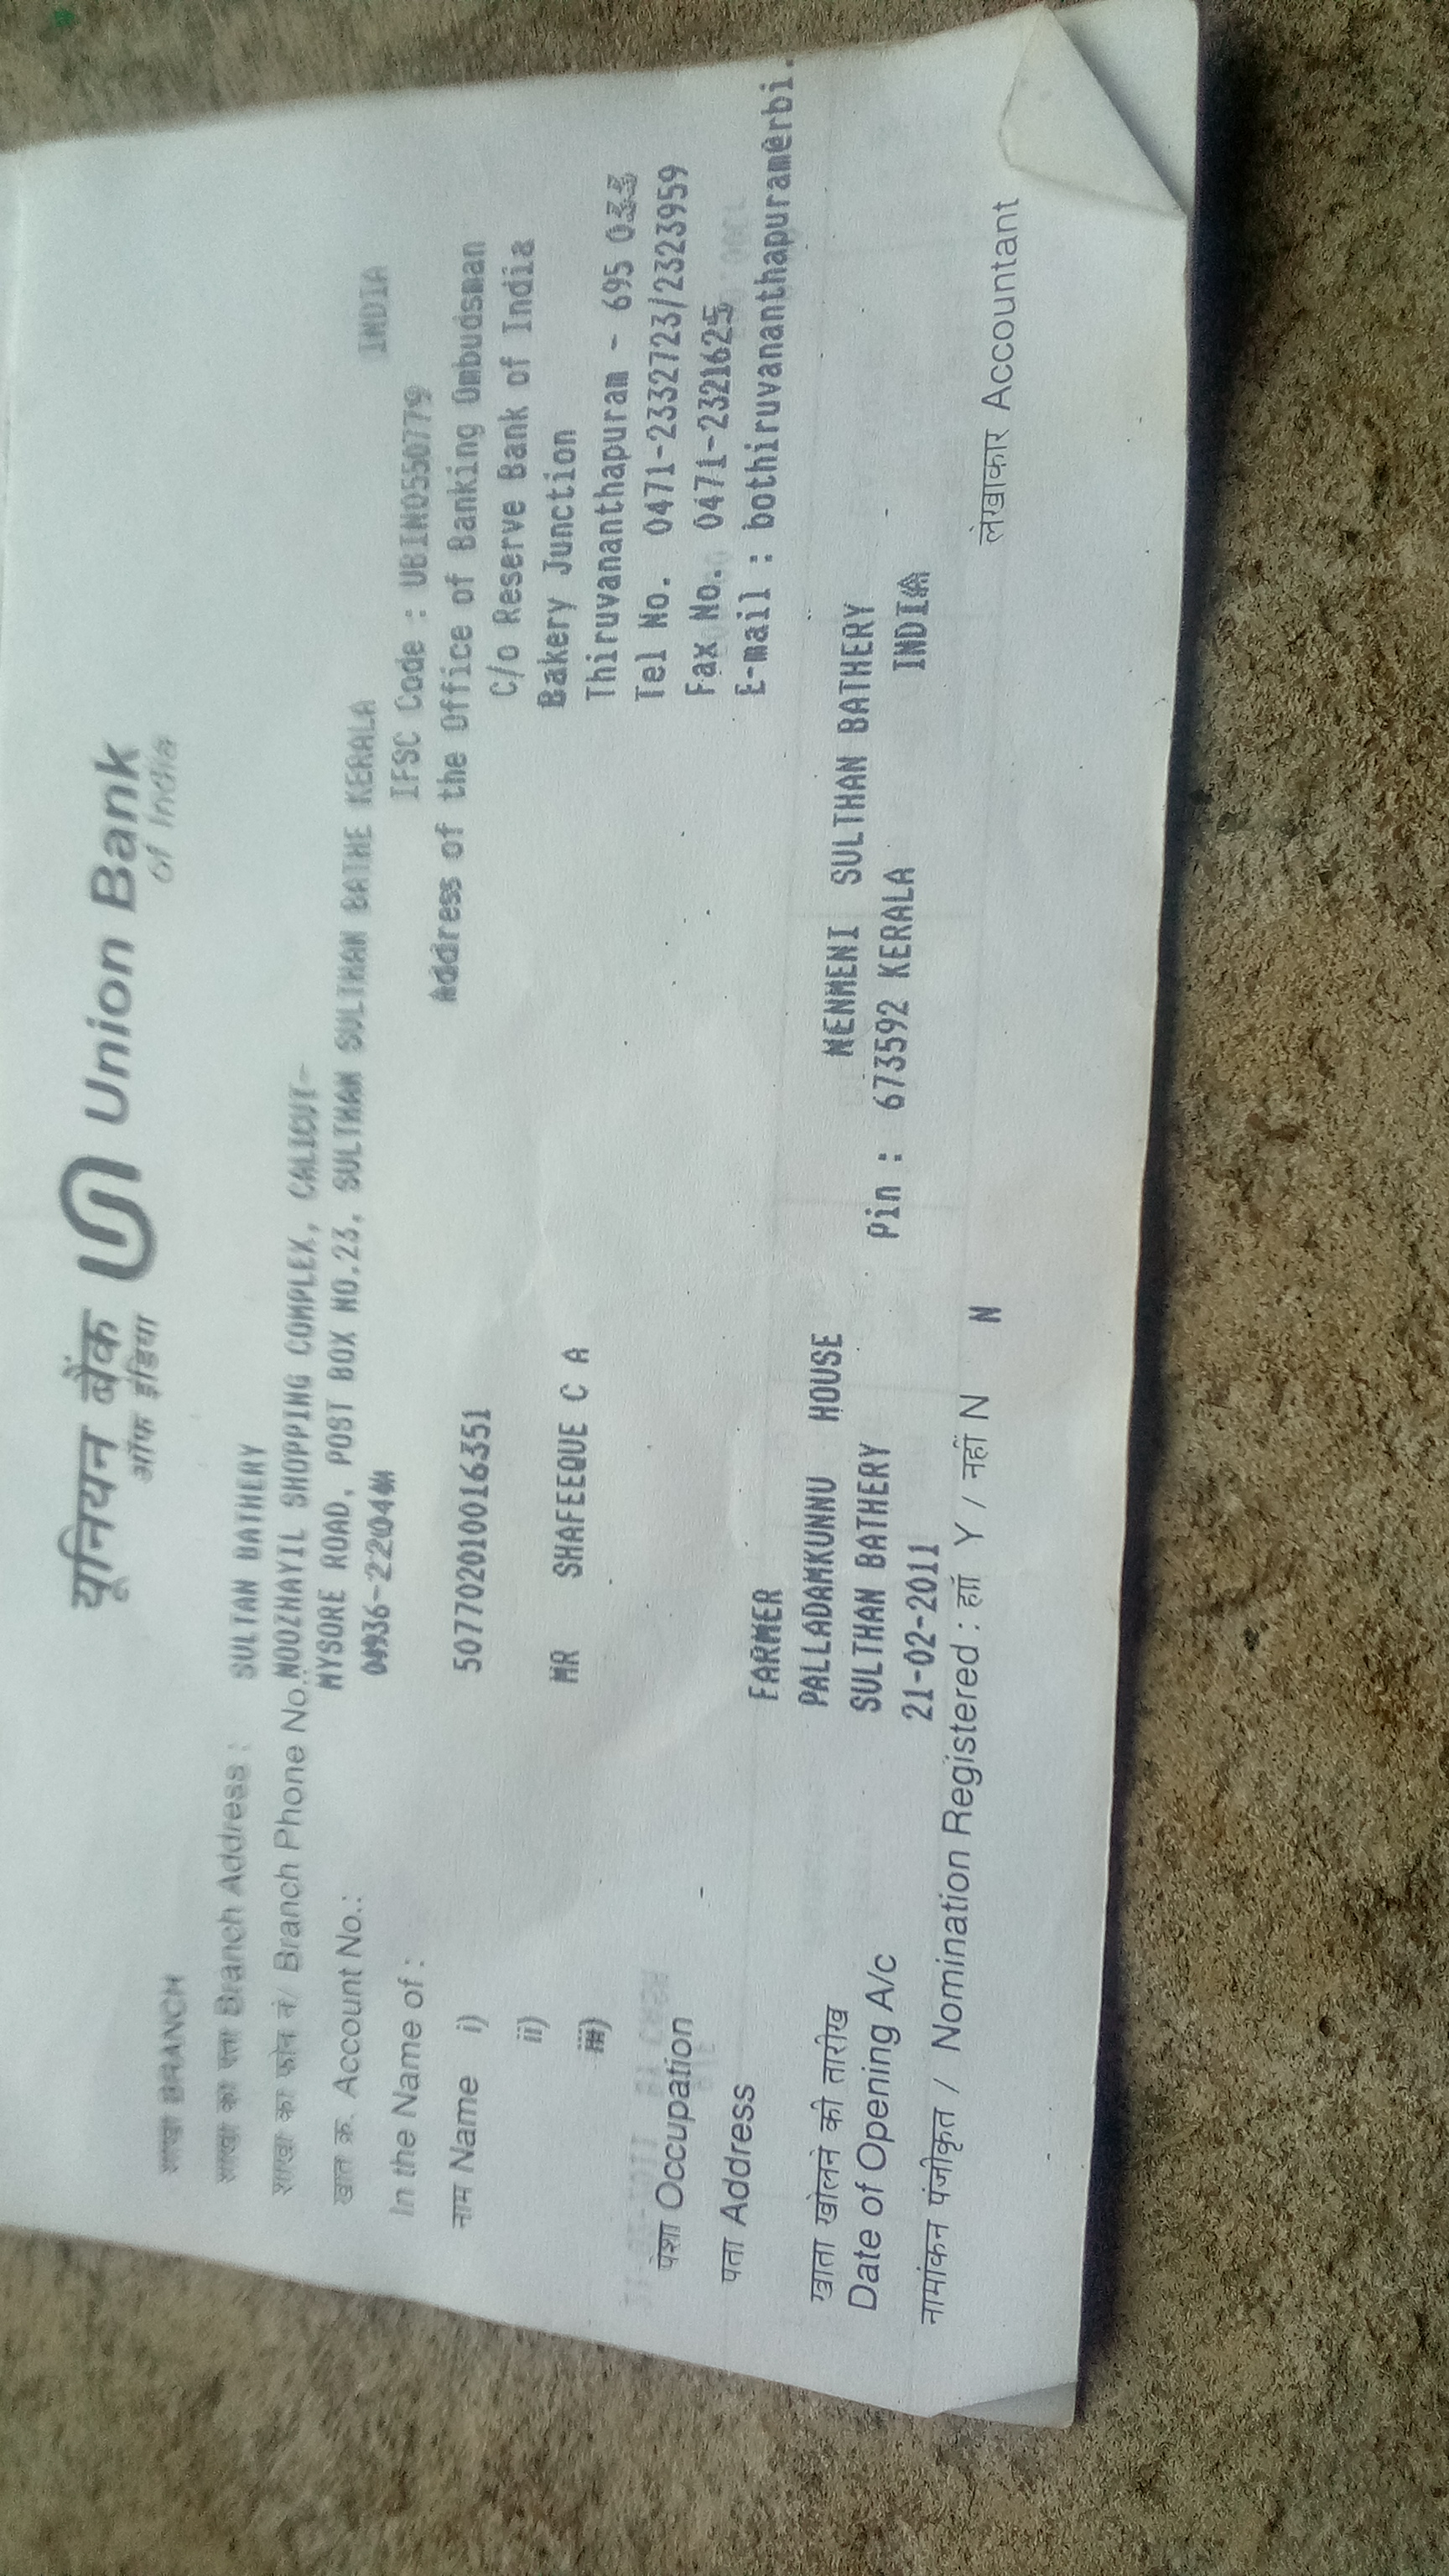 यूनियन बैंक Union Bank
ऑफ इंडिया of India
शाखा BRANCH
SULTAN BATHERY
शाखा का पता Branch Address :
शाखा का फोन नं/ Branch Phone No.: NOOZHAYIL SHOPPING COMPLEX, CALICUT-
MYSORE ROAD, POST BOX NO.23, SULTHAN SULTHAN BATHE KERALA INDIA
खात क्र. Account No.:
IFSC Code : UBIN0550779
Address of the Office of Banking Ombudsman
In the Name of :
507702010016351
C/o Reserve Bank of India
नाम Name i) MR SHAFEEQUE C A
Bakery Junction
ii)
Thiruvananthapuram - 695
iii)
Tel No. 0471-2332723/2323959
Fax No. 0471-2321625
पेशा Occupation FARMER
E-mail : bothiruvananthapuram@rbi.
पता Address PALLADAMKUNNU HOUSE NENMENI SULTHAN BATHERY
SULTHAN BATHERY Pin : 673592 KERALA INDIA
खाता खोलने की तारीख
Date of Opening A/c 21-02-2011
नामांकन पंजीकृत / Nomination Registered : हाँ Y / नहीं N N
लेखाकार Accountant